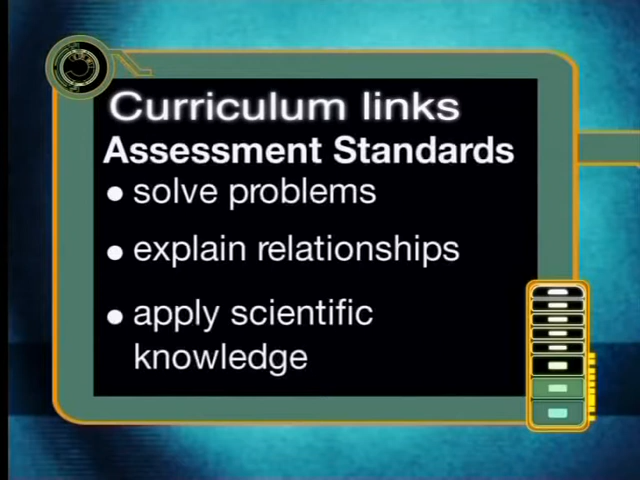 Curriculum links
Assessment Standards
• solve problems
• explain relationships
• apply scientific
knowledge